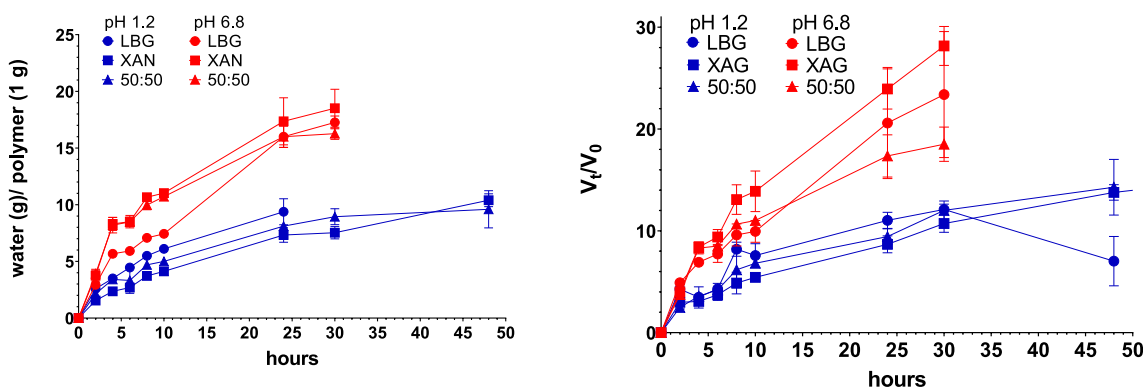 pH 1.2 pH 6.8
LBG LBG
XAN XAN
50:50 50:50
water (g)/ polymer (1 g)
25
20
15
10
5
0
0 5 10 15 20 25 30 35 40 45 50
hours
pH 1.2 pH 6.8
LBG LBG
XAG XAG
50:50 50:50
Vt/V0
30
20
10
0
0 5 10 15 20 25 30 35 40 45 50
hours